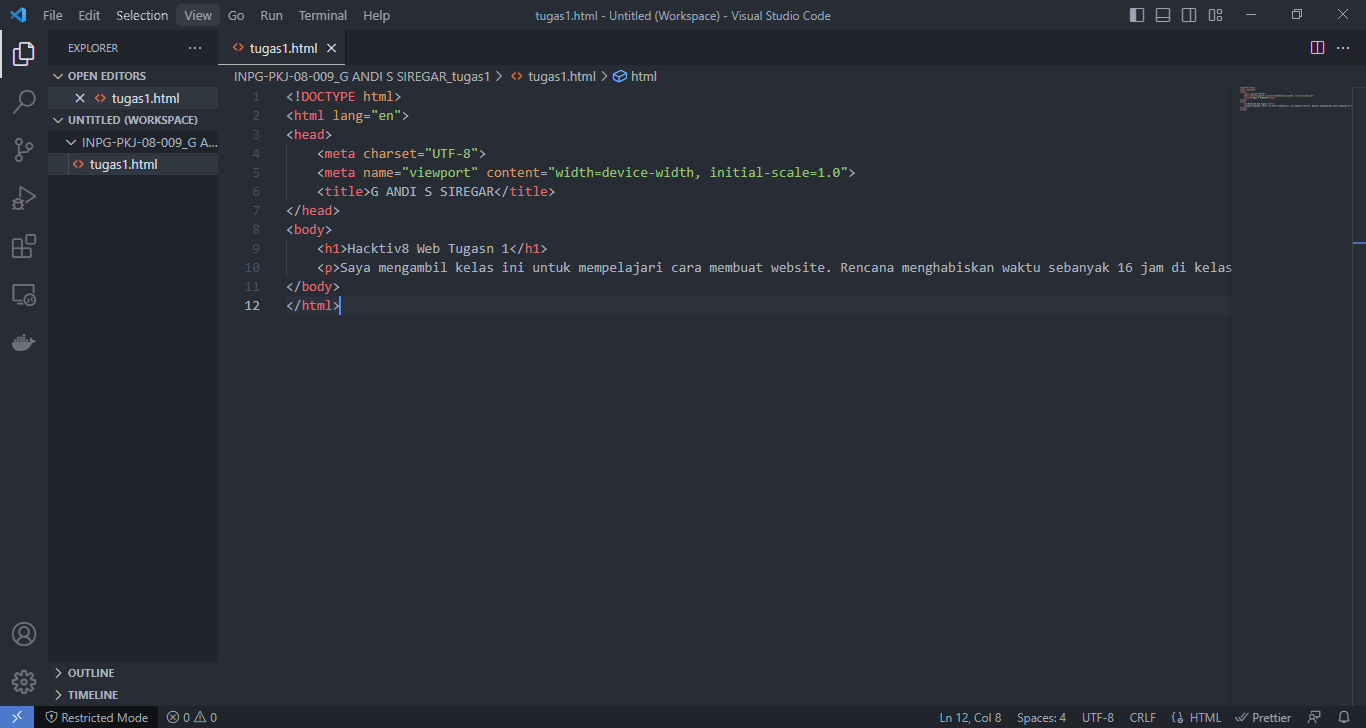 File Edit Selection View Go Run Terminal Help tugas1.html - Untitled (Workspace) - Visual Studio Code
EXPLORER
tugas1.html
INPG-PKJ-08-009_G ANDI S SIREGAR_tugas1 > tugas1.html > html
OPEN EDITORS
tugas1.html
UNTITLED (WORKSPACE)
INPG-PKJ-08-009_G A...
tugas1.html
1 <!DOCTYPE html>
2 <html lang="en">
3 <head>
4     <meta charset="UTF-8">
5     <meta name="viewport" content="width=device-width, initial-scale=1.0">
6     <title>G ANDI S SIREGAR</title>
7 </head>
8 <body>
9     <h1>Hacktiv8 Web Tugasn 1</h1>
10     <p>Saya mengambil kelas ini untuk mempelajari cara membuat website. Rencana menghabiskan waktu sebanyak 16 jam di kelas
11 </body>
12 </html>
OUTLINE
TIMELINE
Restricted Mode 0 0 Ln 12, Col 8 Spaces: 4 UTF-8 CRLF HTML Prettier